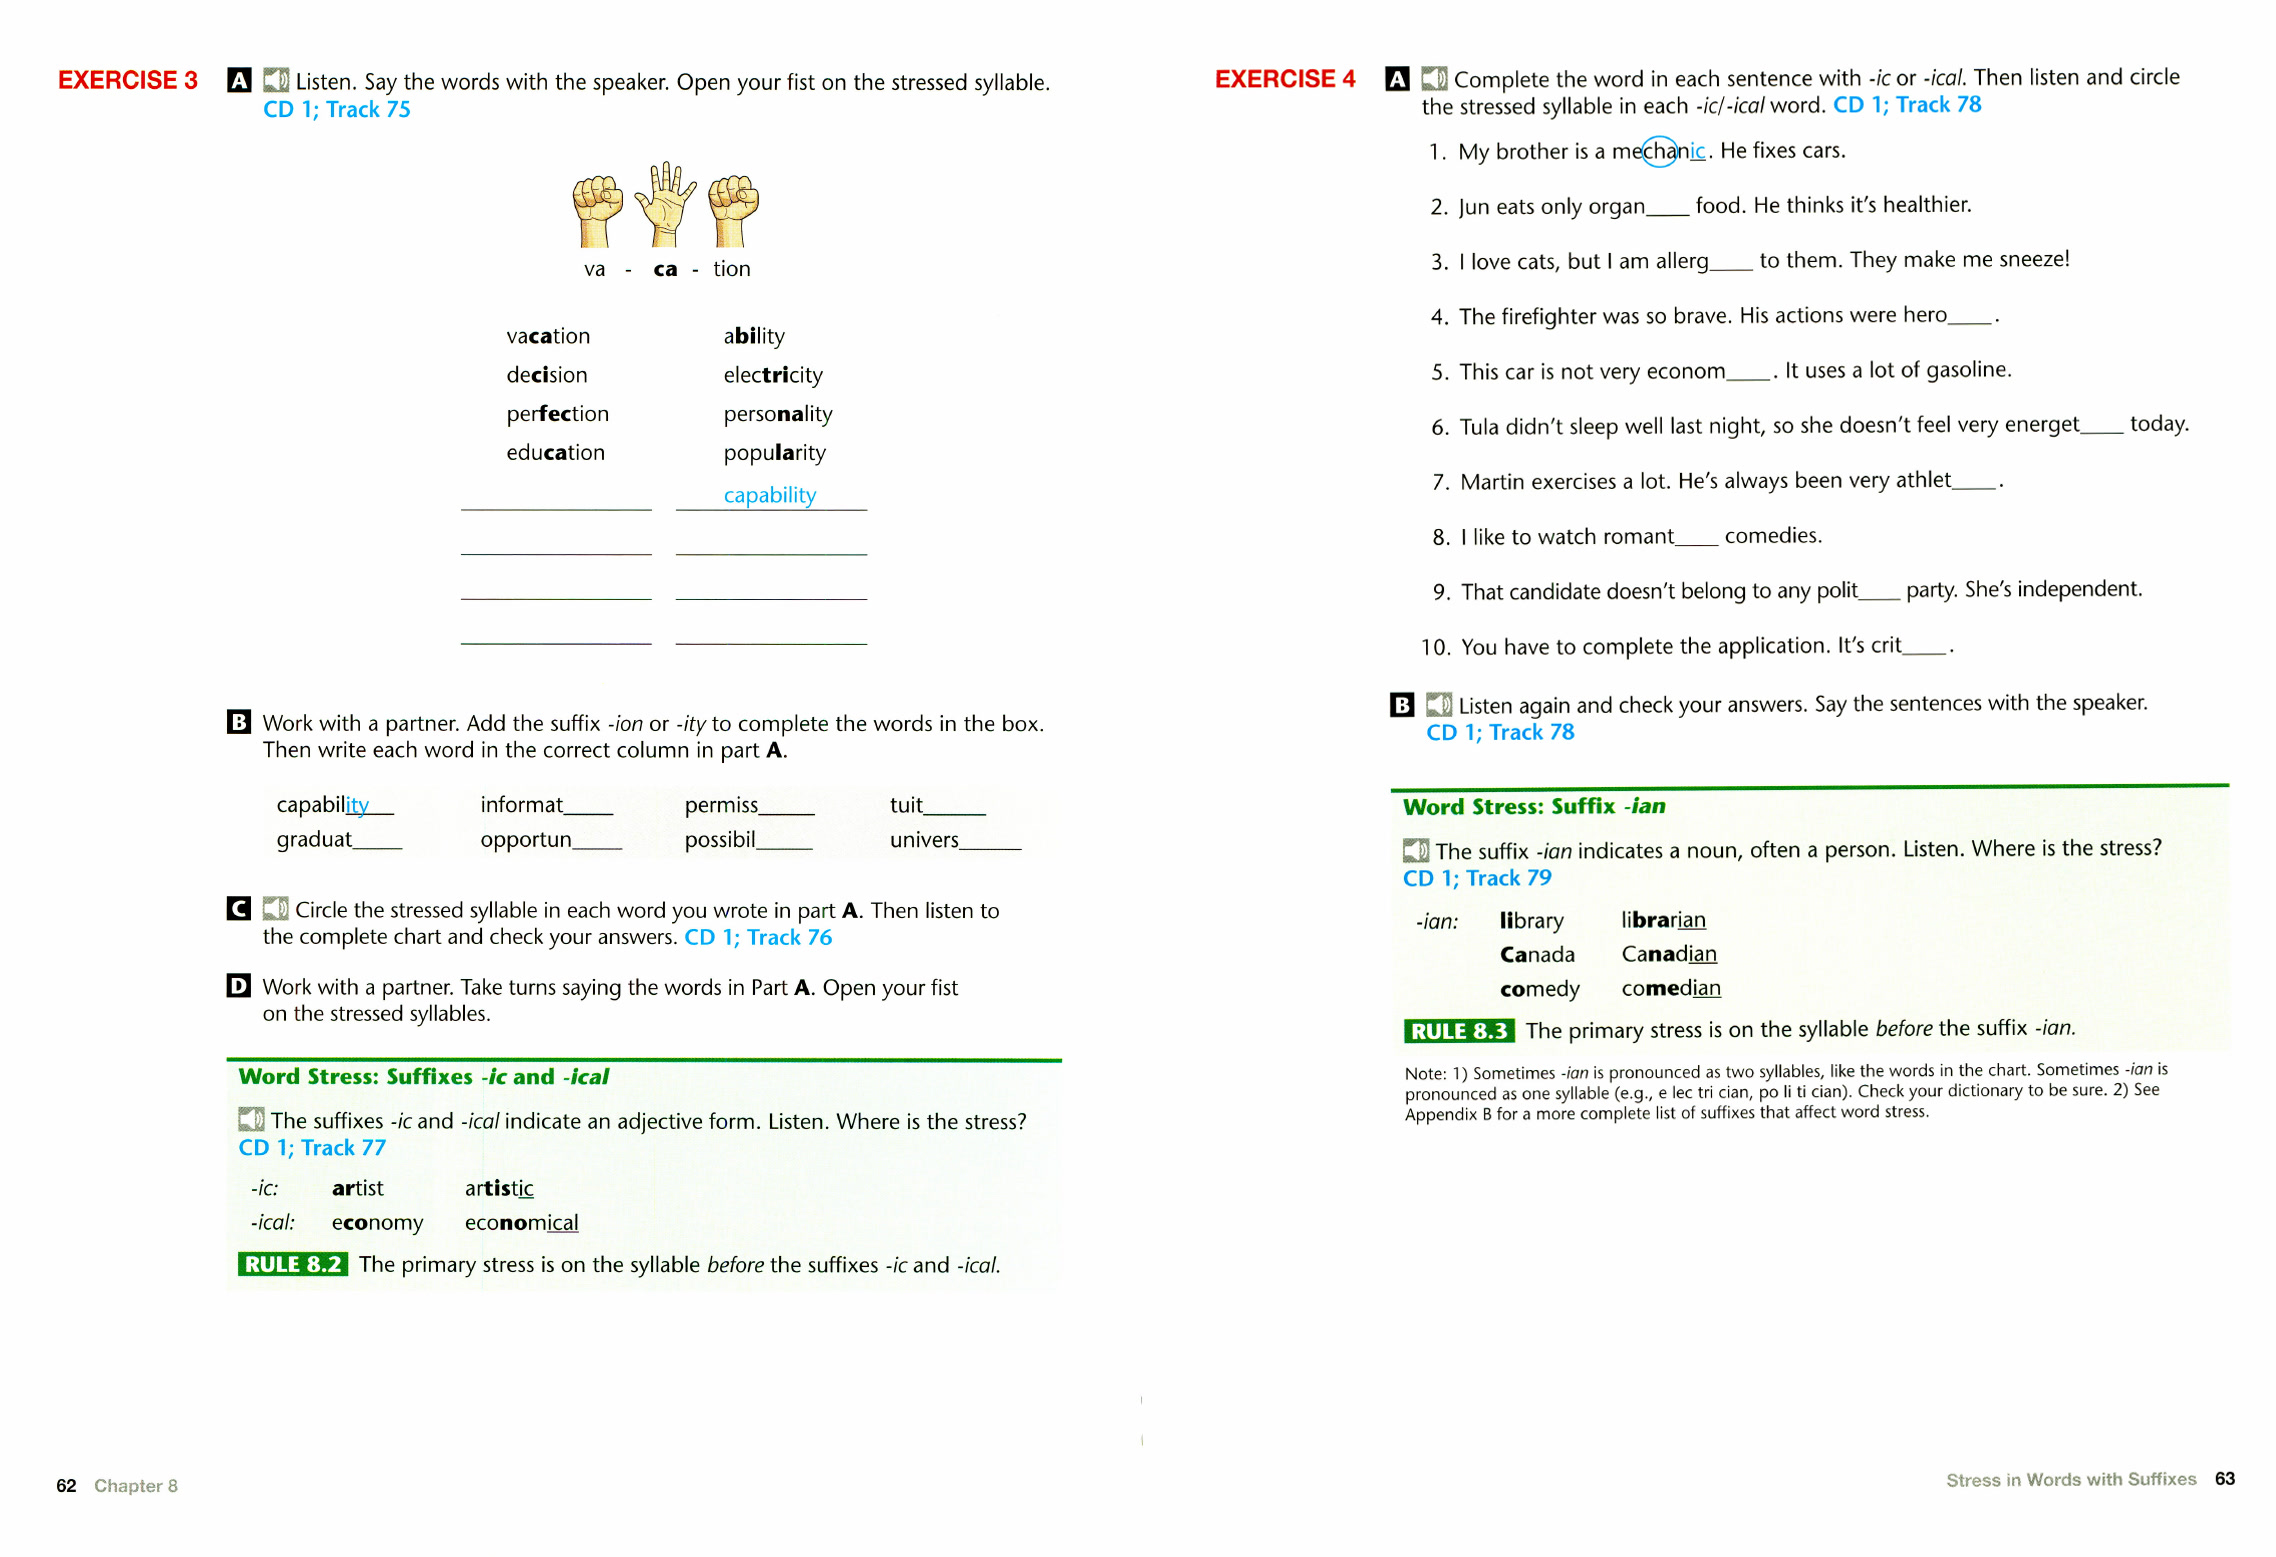 EXERCISE 3 A Listen. Say the words with the speaker. Open your fist on the stressed syllable.
CD 1; Track 75
va - ca - tion
vacation ability
decision electricity
perfection personality
education popularity
capability
B Work with a partner. Add the suffix -ion or -ity to complete the words in the box.
Then write each word in the correct column in part A.
capability informat____ permiss____ tuit____
graduat____ opportun____ possibil____ univers____
C Circle the stressed syllable in each word you wrote in part A. Then listen to
the complete chart and check your answers. CD 1; Track 76
D Work with a partner. Take turns saying the words in Part A. Open your fist
on the stressed syllables.
Word Stress: Suffixes -ic and -ical
The suffixes -ic and -ical indicate an adjective form. Listen. Where is the stress?
CD 1; Track 77
-ic: artist artistic
-ical: economy economical
RULE 8.2 The primary stress is on the syllable before the suffixes -ic and -ical.
62 Chapter 8
EXERCISE 4 A Complete the word in each sentence with -ic or -ical. Then listen and circle
the stressed syllable in each -ic/-ical word. CD 1; Track 78
1. My brother is a mechanic. He fixes cars.
2. Jun eats only organ____ food. He thinks it's healthier.
3. I love cats, but I am allerg____ to them. They make me sneeze!
4. The firefighter was so brave. His actions were hero____.
5. This car is not very econom____. It uses a lot of gasoline.
6. Tula didn't sleep well last night, so she doesn't feel very energet____ today.
7. Martin exercises a lot. He's always been very athlet____.
8. I like to watch romant____ comedies.
9. That candidate doesn't belong to any polit____ party. She's independent.
10. You have to complete the application. It's crit____.
B Listen again and check your answers. Say the sentences with the speaker.
CD 1; Track 78
Word Stress: Suffix -ian
The suffix -ian indicates a noun, often a person. Listen. Where is the stress?
CD 1; Track 79
-ian: library librarian
Canada Canadian
comedy comedian
RULE 8.3 The primary stress is on the syllable before the suffix -ian.
Note: 1) Sometimes -ian is pronounced as two syllables, like the words in the chart. Sometimes -ian is
pronounced as one syllable (e.g., e lec tri cian, po li ti cian). Check your dictionary to be sure. 2) See
Appendix B for a more complete list of suffixes that affect word stress.
Stress in Words with Suffixes 63